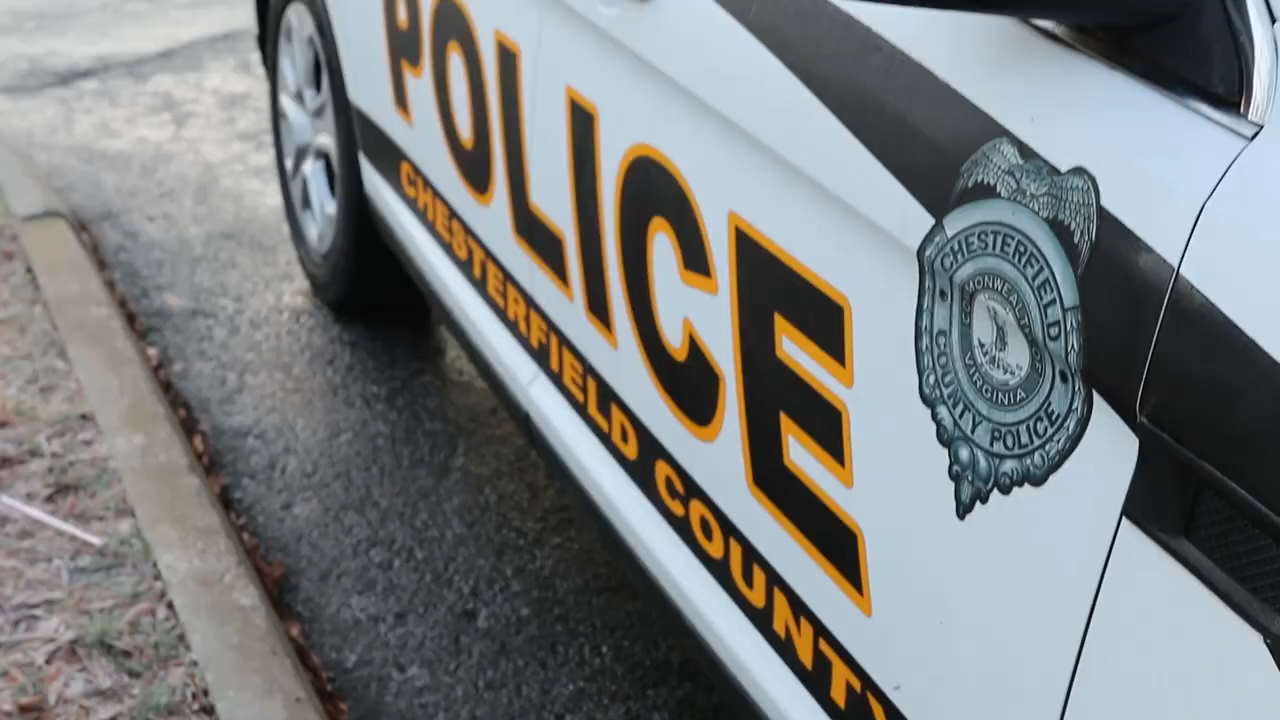 POLICE
CHESTERFIELD COUNTY
CHESTERFIELD
COMMONWEALTH
VIRGINIA
COUNTY POLICE